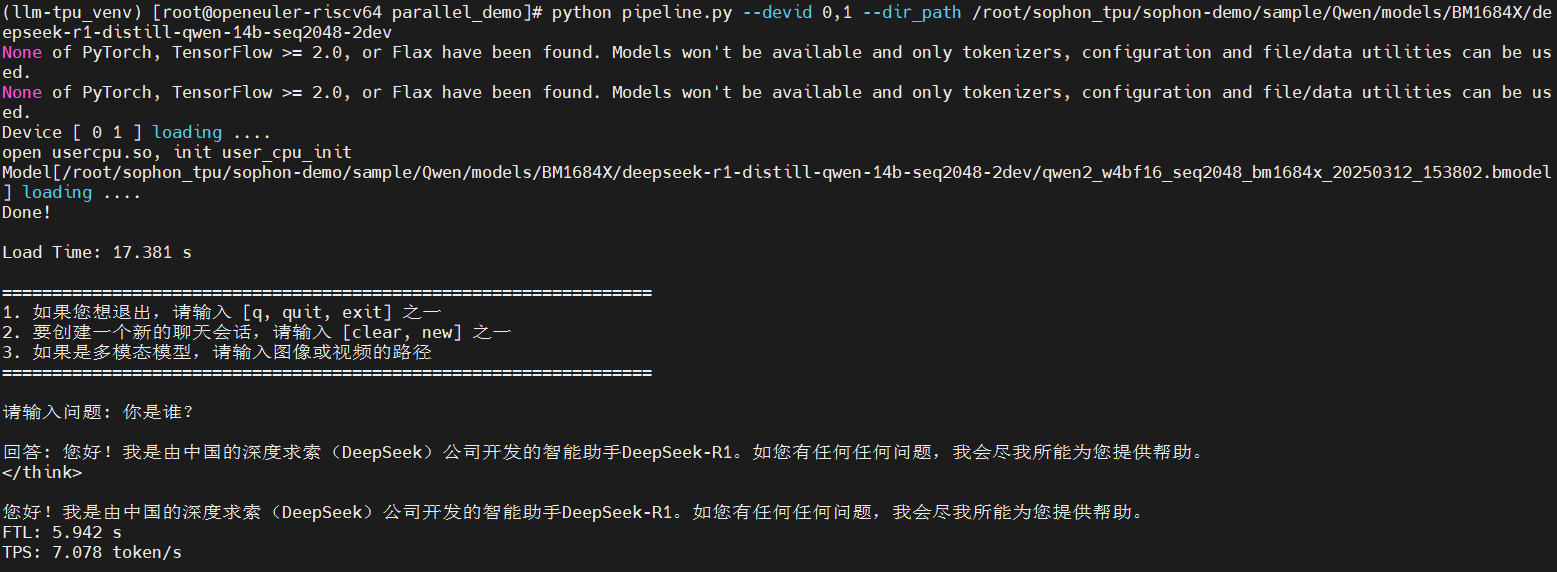 (llm-tpu_venv) [root@openeuler-riscv64 parallel_demo]# python pipeline.py --devid 0,1 --dir_path /root/sophon_tpu/sophon-demo/sample/Qwen/models/BM1684X/de
epseek-r1-distill-qwen-14b-seq2048-2dev
None of PyTorch, TensorFlow >= 2.0, or Flax have been found. Models won't be available and only tokenizers, configuration and file/data utilities can be us
ed.
None of PyTorch, TensorFlow >= 2.0, or Flax have been found. Models won't be available and only tokenizers, configuration and file/data utilities can be us
ed.
Device [ 0 1 ] loading ....
open usercpu.so, init user_cpu_init
Model[/root/sophon_tpu/sophon-demo/sample/Qwen/models/BM1684X/deepseek-r1-distill-qwen-14b-seq2048-2dev/qwen2_w4bf16_seq2048_bm1684x_20250312_153802.bmodel
] loading ....
Done!
Load Time: 17.381 s
=================================================================
1. 如果您想退出，请输入 [q, quit, exit] 之一
2. 要创建一个新的聊天会话，请输入 [clear, new] 之一
3. 如果是多模态模型，请输入图像或视频的路径
=================================================================
请输入问题: 你是谁？
回答: 您好！我是由中国的深度求索（DeepSeek）公司开发的智能助手DeepSeek-R1。如您有任何任何问题，我会尽我所能为您提供帮助。
</think>
您好！我是由中国的深度求索（DeepSeek）公司开发的智能助手DeepSeek-R1。如您有任何任何问题，我会尽我所能为您提供帮助。
FTL: 5.942 s
TPS: 7.078 token/s